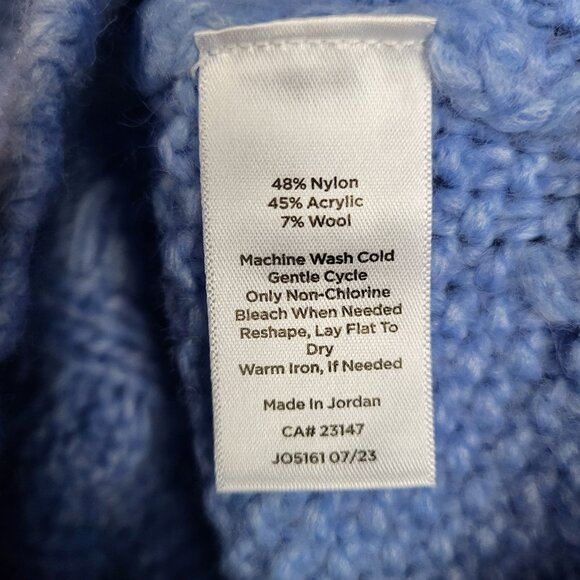 48% Nylon
45% Acrylic
7% Wool
Machine Wash Cold
Gentle Cycle
Only Non-Chlorine
Bleach When Needed
Reshape, Lay Flat To
Dry
Warm Iron, If Needed
Made In Jordan
CA# 23147
JO5161 07/23